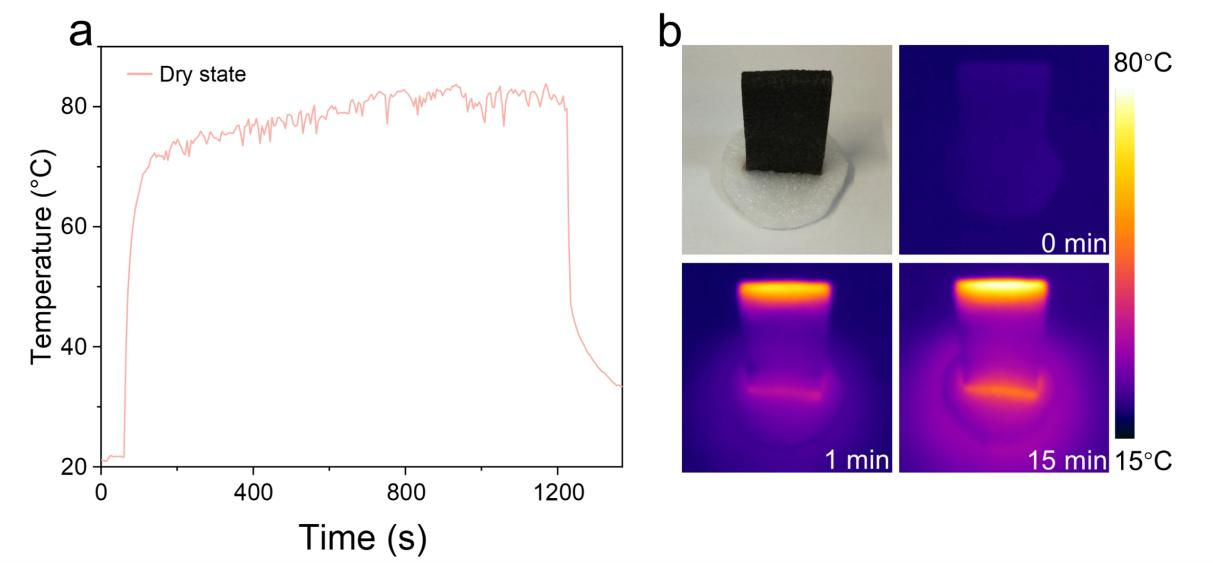 a
Dry state
80
60
40
20
Temperature (°C)
0
400
800
1200
Time (s)
b
80°C
0 min
1 min
15 min
15°C